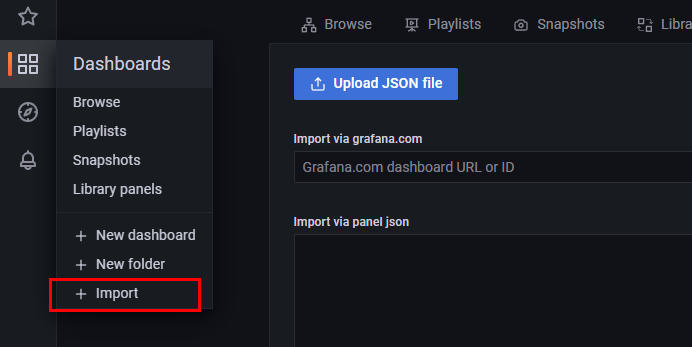 Browse
Playlists
Snapshots
Libra
Dashboards
Browse
Playlists
Snapshots
Library panels
New dashboard
New folder
Import
Upload JSON file
Import via grafana.com
Grafana.com dashboard URL or ID
Import via panel json